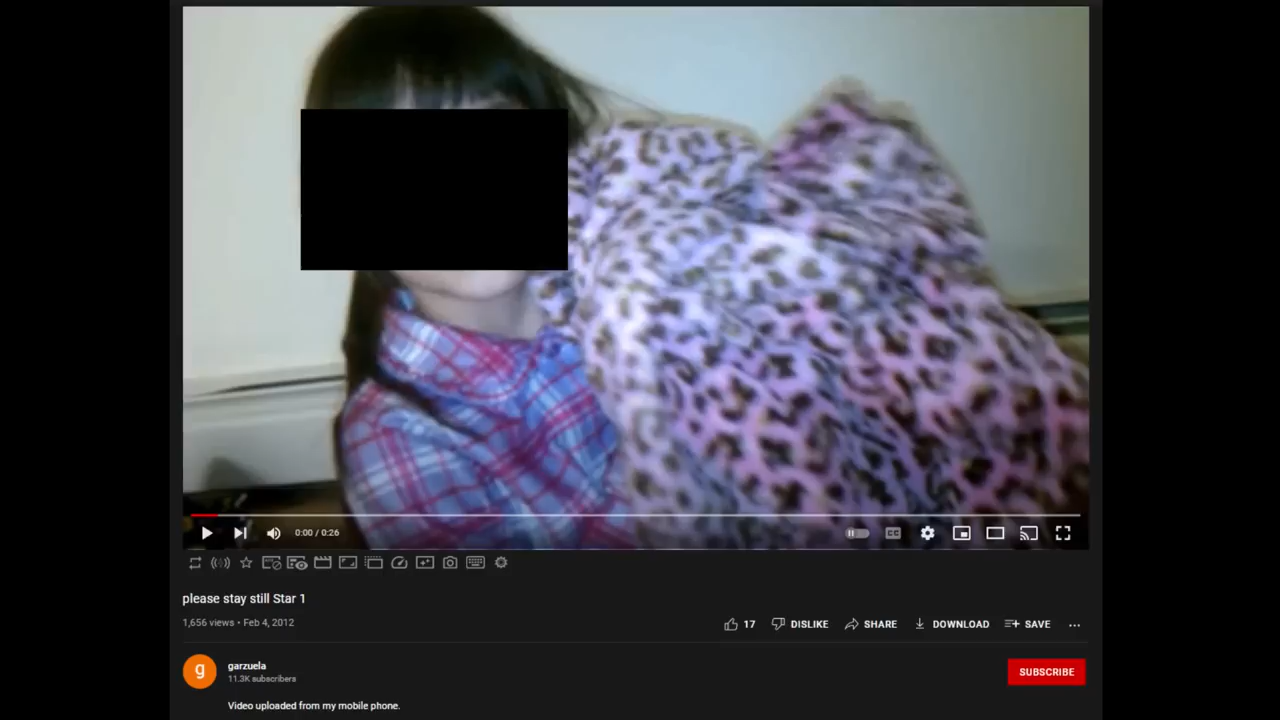 0:00 / 0:26
CC
please stay still Star 1
1,656 views • Feb 4, 2012
17 DISLIKE SHARE DOWNLOAD SAVE ...
g
garzuela
11.3K subscribers
SUBSCRIBE
Video uploaded from my mobile phone.